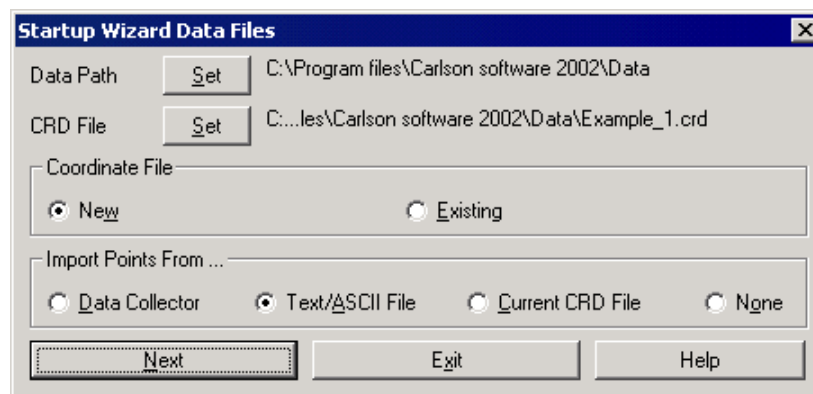 Startup Wizard Data Files
Data Path Set C:\Program files\Carlson software 2002\Data
CRD File Set C:...les\Carlson software 2002\Data\Example_1.crd
Coordinate File
New Existing
Import Points From ...
Data Collector Text/ASCII File Current CRD File None
Next Exit Help